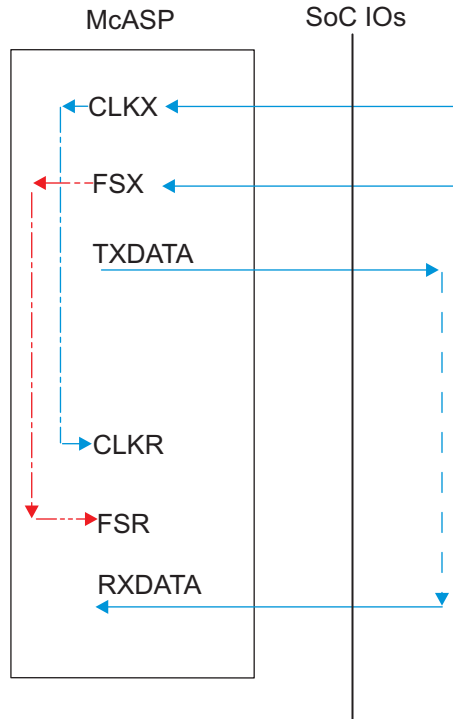 McASP
SoC IOs
CLKX
FSX
TXDATA
CLKR
FSR
RXDATA